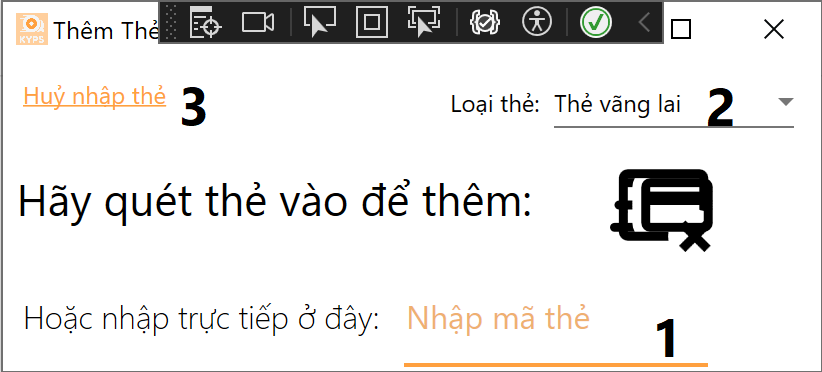 KYPS
Thêm Thẻ
Huỷ nhập thẻ 3
Loại thẻ: Thẻ vãng lai 2
Hãy quét thẻ vào để thêm:
Hoặc nhập trực tiếp ở đây: Nhập mã thẻ 1